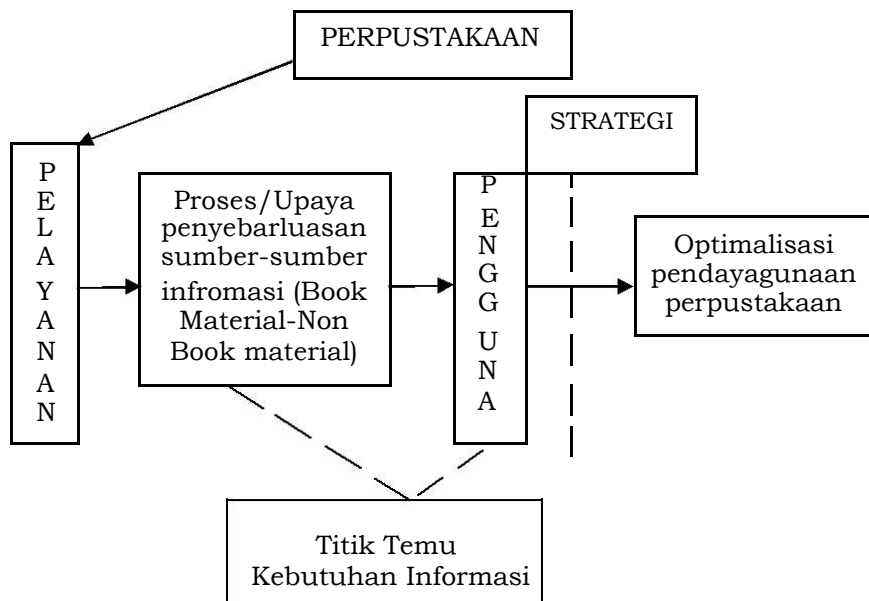 PERPUSTAKAAN
STRATEGI
P
E
L
A
Y
A
N
A
N
Proses/Upaya
penyebarluasan
sumber-sumber
infromasi (Book
Material-Non
Book material)
P
E
N
G G
U
N
A
Optimalisasi
pendayagunaan
perpustakaan
Titik Temu
Kebutuhan Informasi